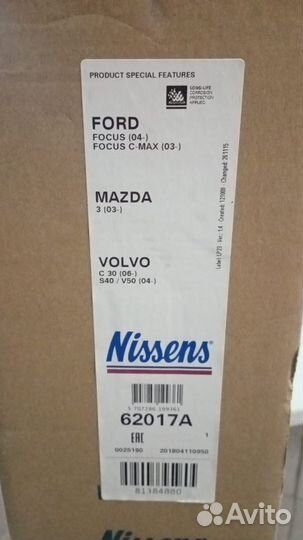 PRODUCT SPECIAL FEATURES
LONG-LIFE
CORROSION
PROTECTION
APPLIED
FORD
FOCUS (04-)
FOCUS C-MAX (03-)
MAZDA
3 (03-)
VOLVO
C 30 (06-)
S40 / V50 (04-)
Nissens
62017A
EAC
1
0025190
201804110950
81384880
Nissens
Avito